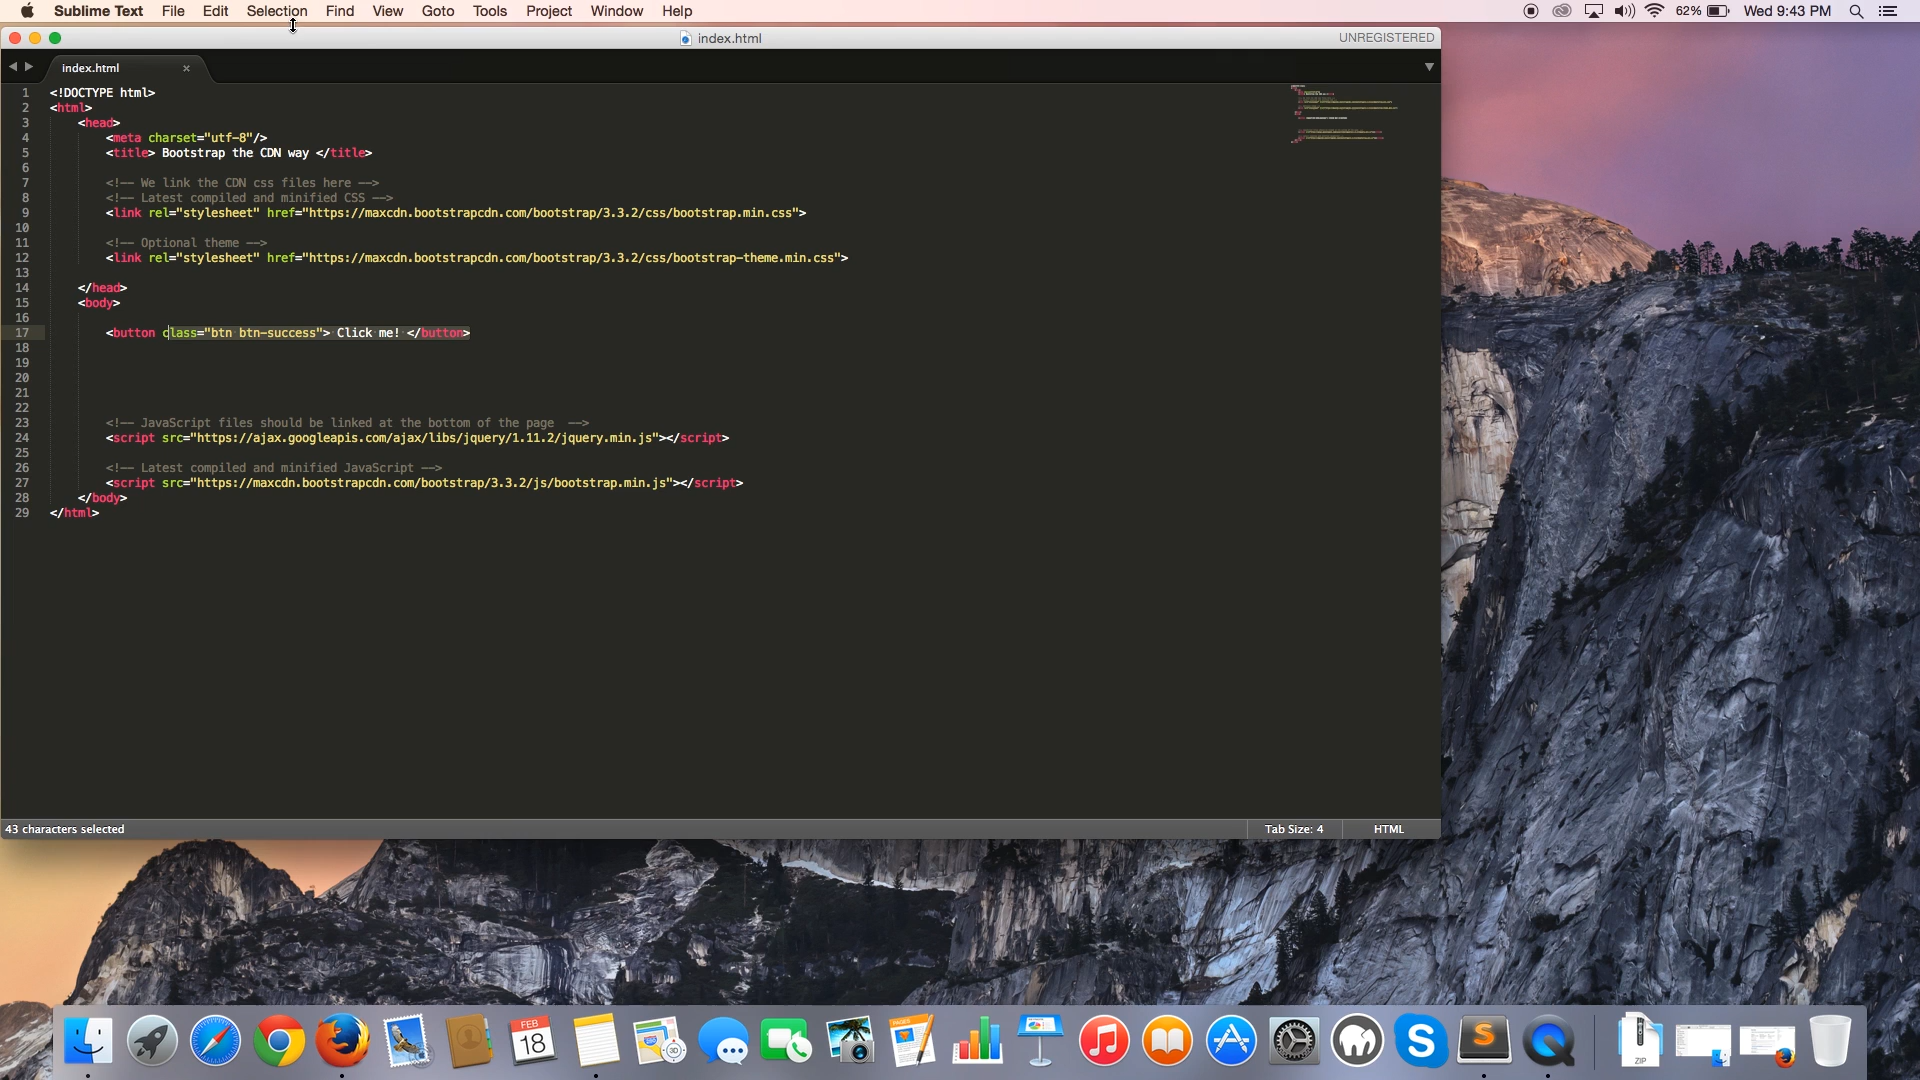 Sublime Text File Edit Selection Find View Goto Tools Project Window Help 62% Wed 9:43 PM
index.html UNREGISTERED
index.html
1 <!DOCTYPE html>
2 <html>
3 <head>
4 <meta charset="utf-8"/>
5 <title> Bootstrap the CDN way </title>
6
7 <!-- We link the CDN css files here -->
8 <!-- Latest compiled and minified CSS -->
9 <link rel="stylesheet" href="https://maxcdn.bootstrapcdn.com/bootstrap/3.3.2/css/bootstrap.min.css">
10
11 <!-- Optional theme -->
12 <link rel="stylesheet" href="https://maxcdn.bootstrapcdn.com/bootstrap/3.3.2/css/bootstrap-theme.min.css">
13
14 </head>
15 <body>
16
17 <button class="btn btn-success"> Click me! </button>
18
19
20
21
22
23 <!-- JavaScript files should be linked at the bottom of the page -->
24 <script src="https://ajax.googleapis.com/ajax/libs/jquery/1.11.2/jquery.min.js"></script>
25
26 <!-- Latest compiled and minified JavaScript -->
27 <script src="https://maxcdn.bootstrapcdn.com/bootstrap/3.3.2/js/bootstrap.min.js"></script>
28 </body>
29 </html>
43 characters selected Tab Size: 4 HTML
FEB
18
3D
PAGES
S
S
ZIP